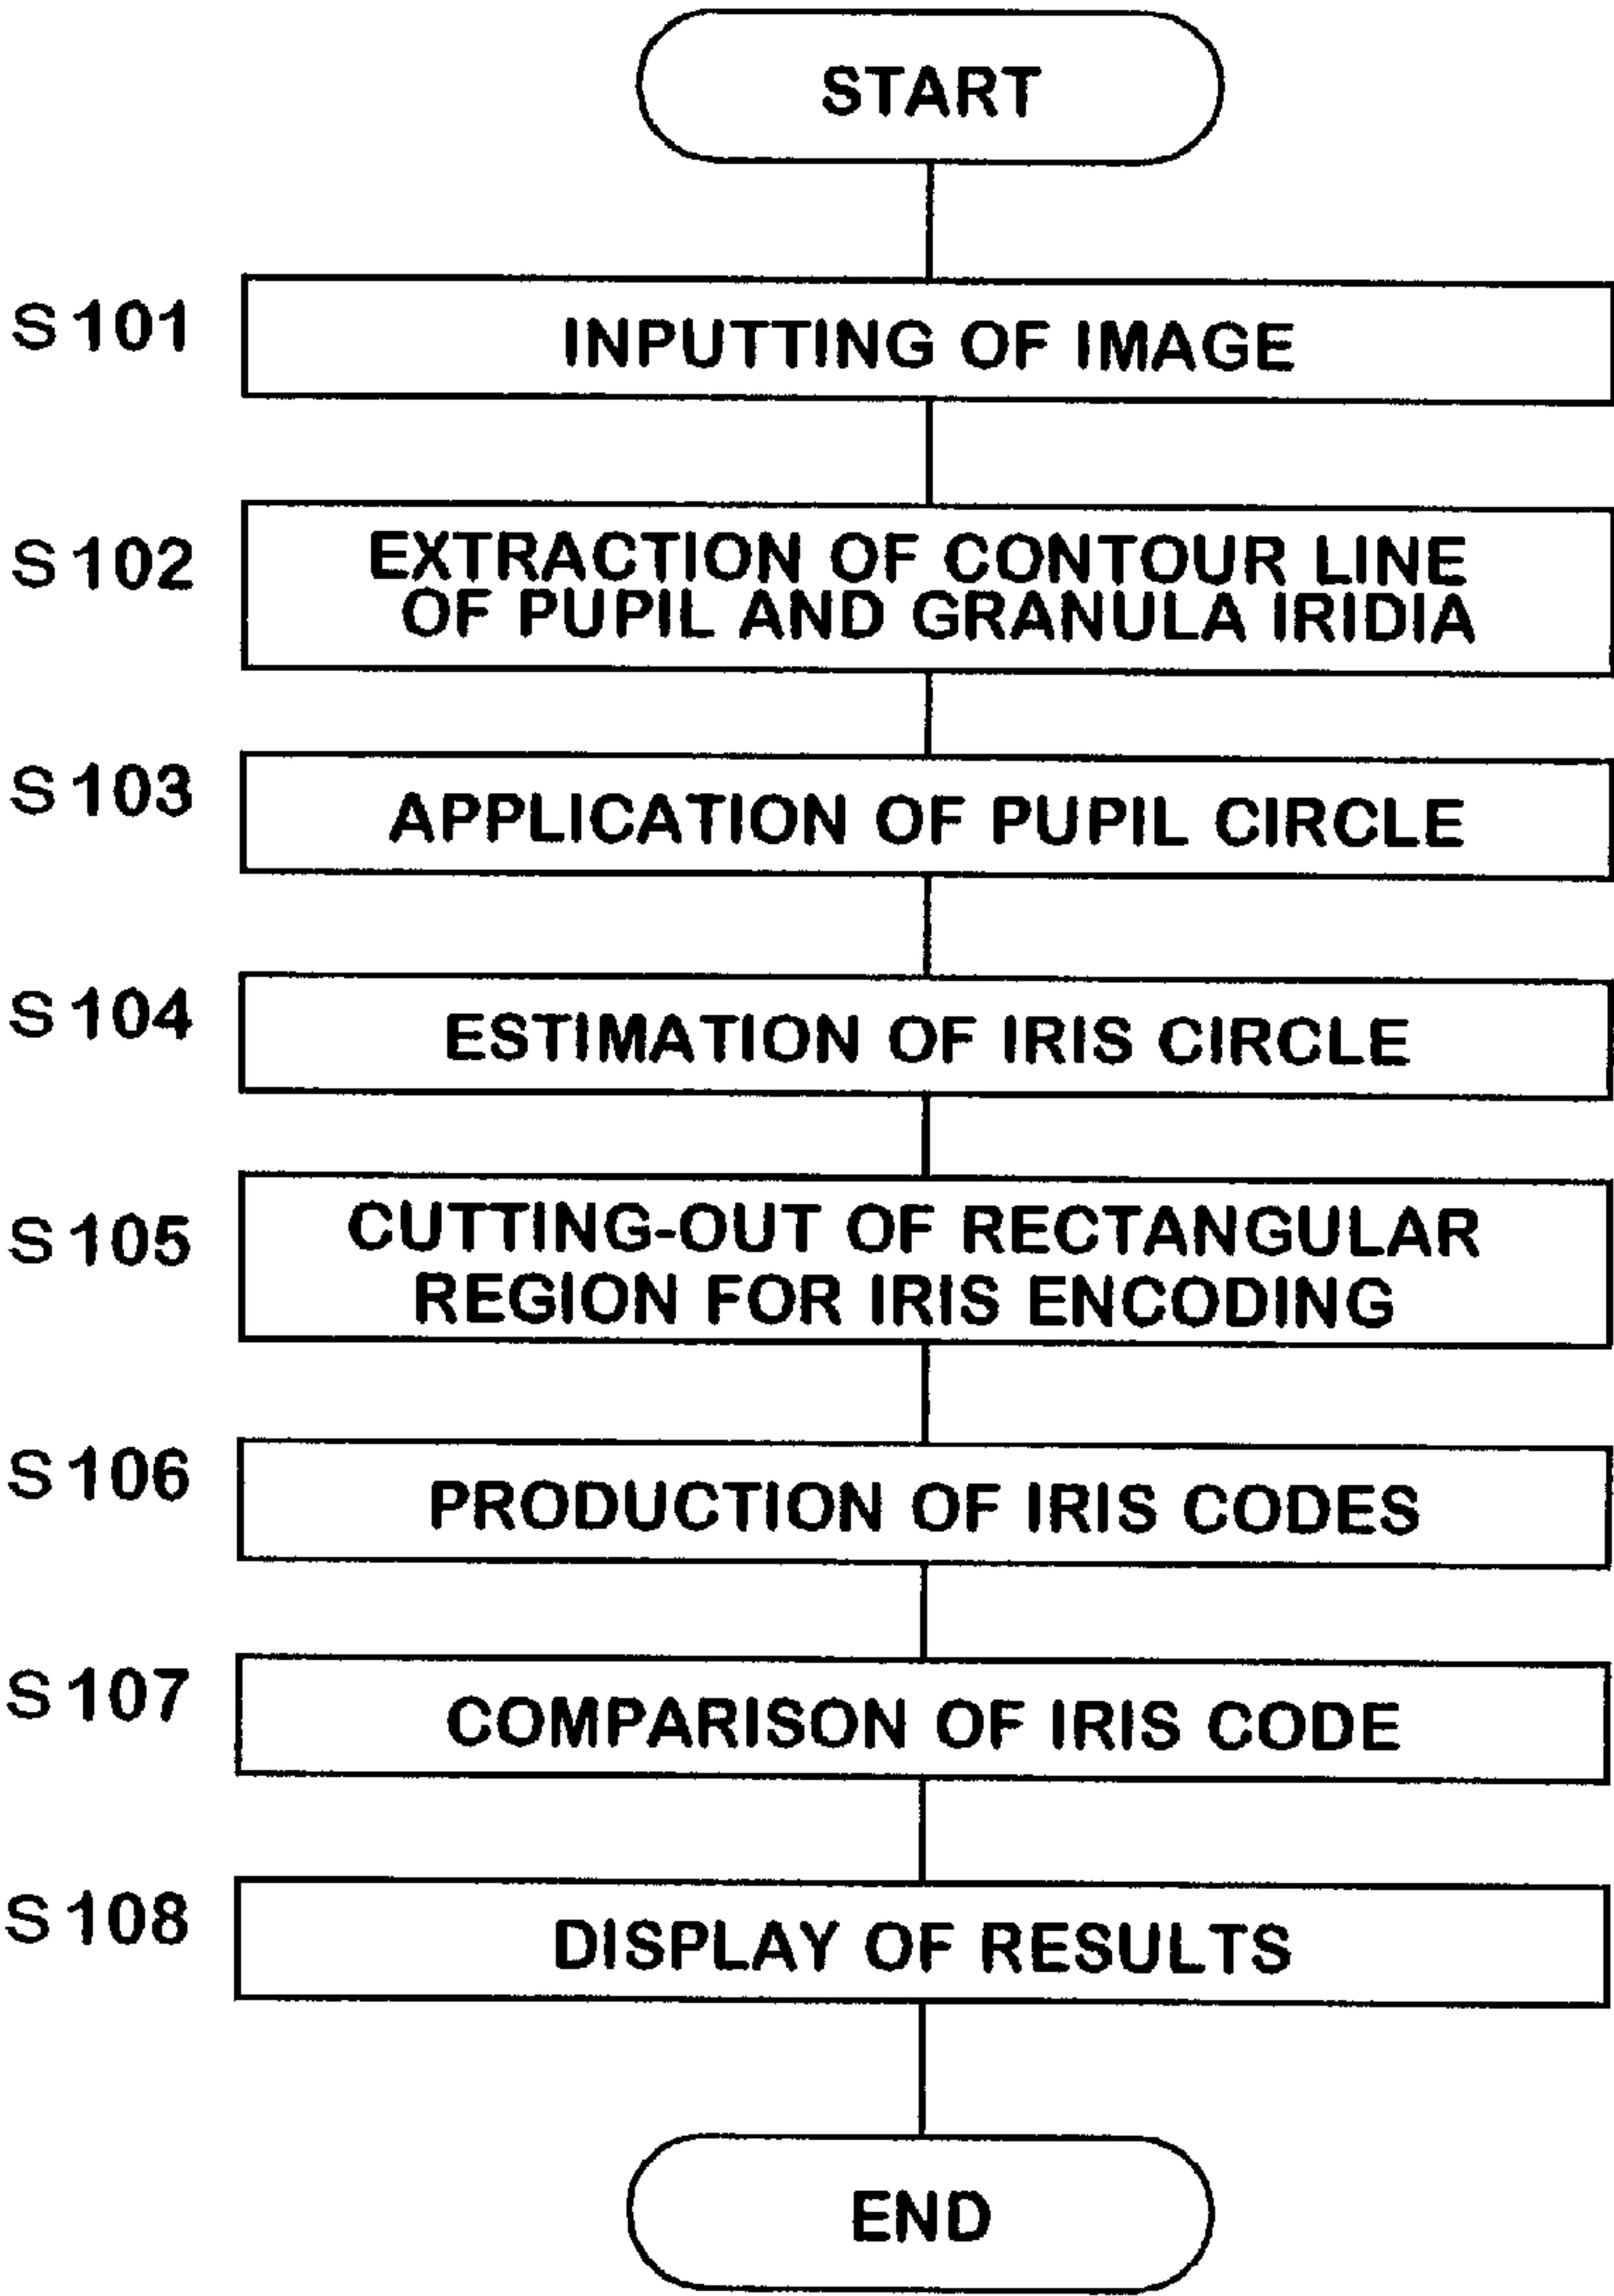 START
S101
INPUTTING OF IMAGE
S102
EXTRACTION OF CONTOUR LINE
OF PUPIL AND GRANULA IRIDIA
S103
APPLICATION OF PUPIL CIRCLE
S104
ESTIMATION OF IRIS CIRCLE
S105
CUTTING-OUT OF RECTANGULAR
REGION FOR IRIS ENCODING
S106
PRODUCTION OF IRIS CODES
S107
COMPARISON OF IRIS CODE
S108
DISPLAY OF RESULTS
END